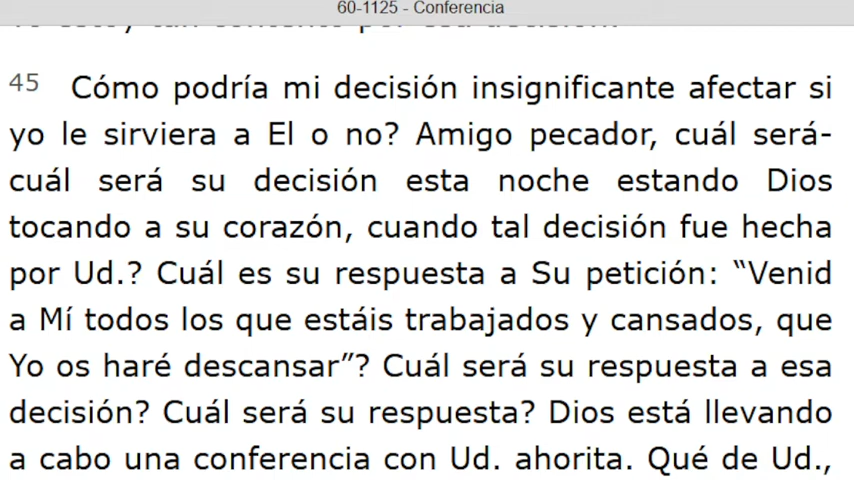 60-1125 - Conferencia
45 Cómo podría mi decisión insignificante afectar si
yo le sirviera a El o no? Amigo pecador, cuál será-
cuál será su decisión esta noche estando Dios
tocando a su corazón, cuando tal decisión fue hecha
por Ud.? Cuál es su respuesta a Su petición: “Venid
a Mí todos los que estáis trabajados y cansados, que
Yo os haré descansar”? Cuál será su respuesta a esa
decisión? Cuál será su respuesta? Dios está llevando
a cabo una conferencia con Ud. ahorita. Qué de Ud.,